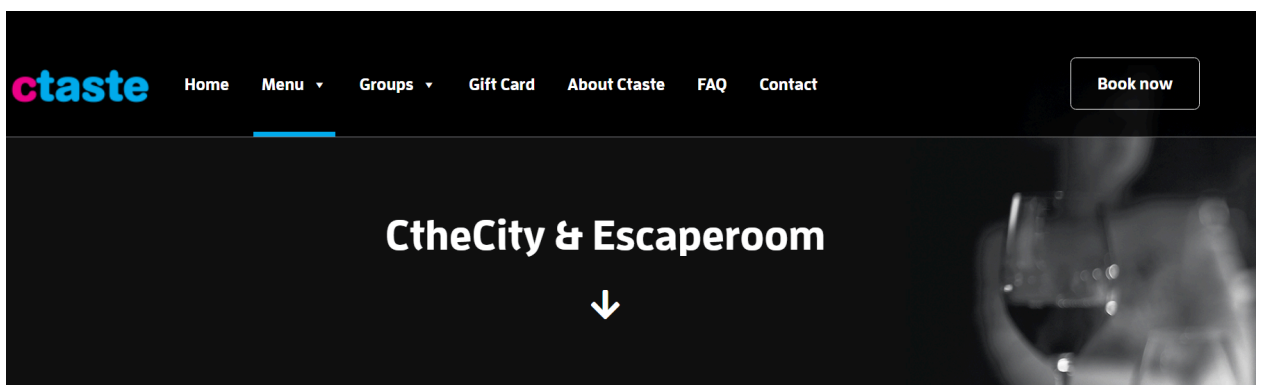 ctaste Home Menu Groups Gift Card About Ctaste FAQ Contact Book now
CtheCity & Escaperoom